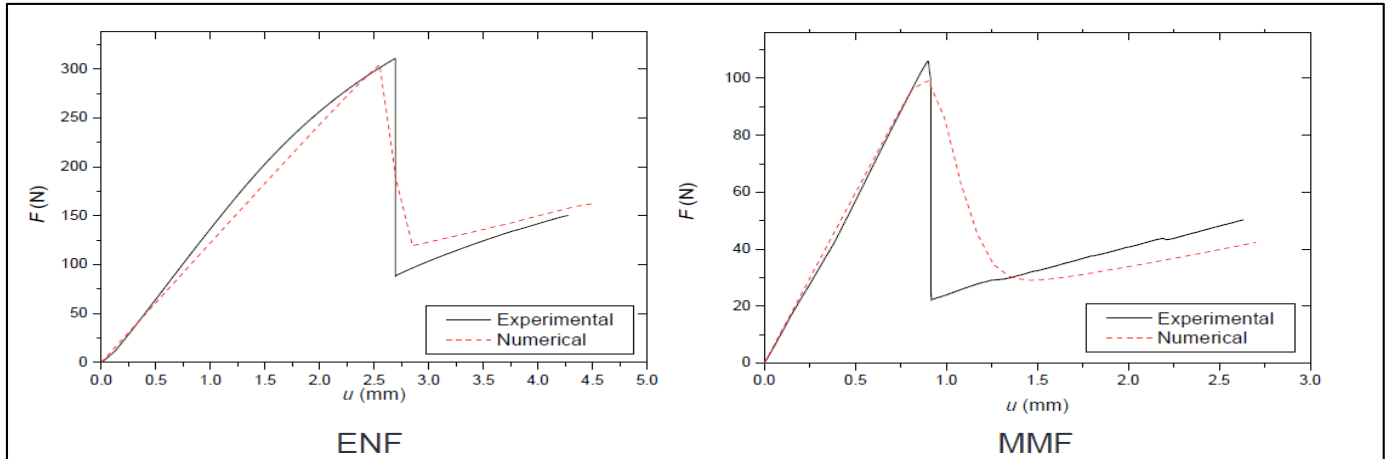 300
250
200
150
100
50
0
F (N)
0.0 0.5 1.0 1.5 2.0 2.5 3.0 3.5 4.0 4.5 5.0
u (mm)
Experimental
Numerical
ENF
100
80
60
40
20
0
F (N)
0.0 0.5 1.0 1.5 2.0 2.5 3.0
u (mm)
Experimental
Numerical
MMF